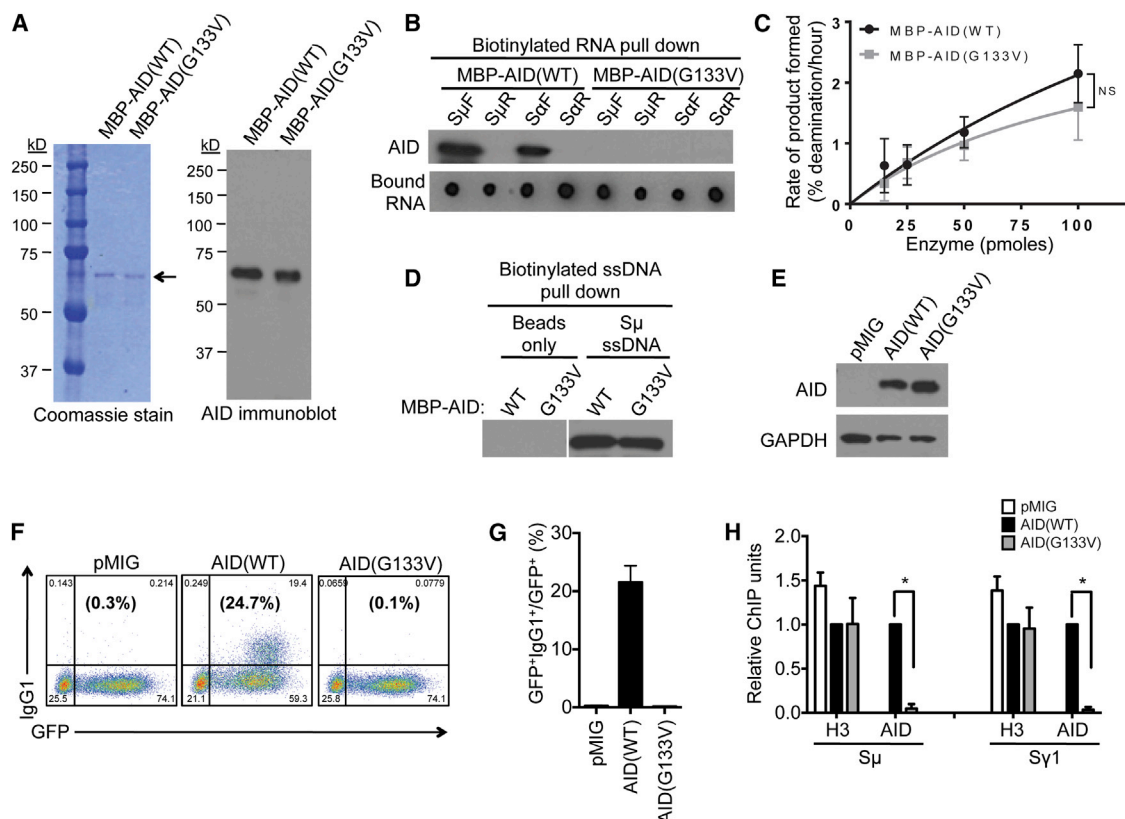 A
kD
MBP-AID(WT)
MBP-AID(G133V)
250
150
100
75
50
37
Coomassie stain
kD
MBP-AID(WT)
MBP-AID(G133V)
250
150
100
75
50
37
AID immunoblot
B
Biotinylated RNA pull down
MBP-AID(WT) MBP-AID(G133V)
SμF SμR SαF SαR SμF SμR SαF SαR
AID
Bound
RNA
C
MBP-AID(WT)
MBP-AID(G133V)
Rate of product formed
(% deamination/hour)
3
2
1
0
0 25 50 75 100
Enzyme (pmoles)
NS
D
Biotinylated ssDNA
pull down
Beads
only
Sμ
ssDNA
MBP-AID: WT G133V WT G133V
E
pMIG AID(WT) AID(G133V)
AID
GAPDH
F
pMIG AID(WT) AID(G133V)
0.143 0.214 0.249 19.4 0.0659 0.0779
(0.3%) (24.7%) (0.1%)
25.5 74.1 21.1 59.3 25.8 74.1
IgG1
GFP
G
GFP+IgG1+/GFP+ (%)
30
20
10
0
pMIG
AID(WT)
AID(G133V)
H
pMIG
AID(WT)
AID(G133V)
Relative ChIP units
2.0
1.5
1.0
0.5
0.0
* *
H3 AID H3 AID
Sμ Sγ1